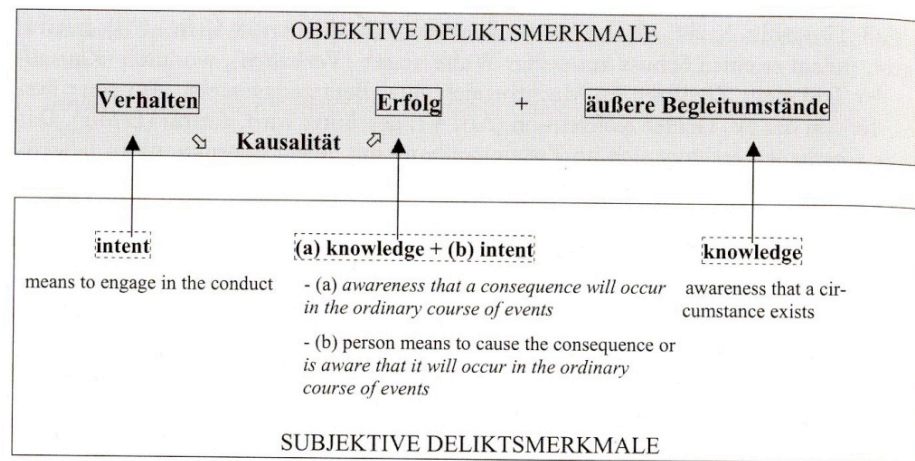 OBJEKTIVE DELIKTSMERKMALE
Verhalten Erfolg + äußere Begleitumstände
Kausalität
intent (a) knowledge + (b) intent knowledge
means to engage in the conduct
- (a) awareness that a consequence will occur
in the ordinary course of events
- (b) person means to cause the consequence or
is aware that it will occur in the ordinary
course of events
awareness that a cir-
cumstance exists
SUBJEKTIVE DELIKTSMERKMALE